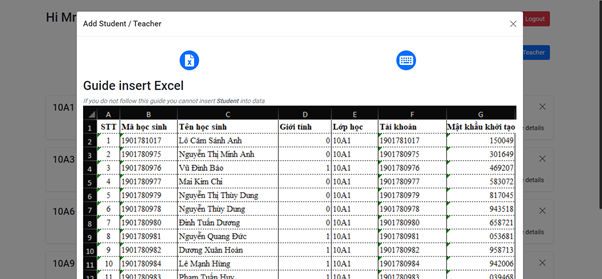 Hi Mr
Logout
Add Student / Teacher
Teacher
Guide insert Excel
If you do not follow this guide you cannot insert Student into data
A B C D E F G
1 STT Mã học sinh Tên học sinh Giới tính Lớp học Tài khoản Mật khẩu khởi tạo
2 1 1901781017 Lò Cầm Sảnh Anh 0 10A1 1901781017 150049
3 2 1901780975 Nguyễn Thị Minh Anh 0 10A1 1901780975 301649
4 3 1901780976 Vũ Đình Bảo 1 10A1 1901780976 469207
5 4 1901780977 Mai Kim Chi 0 10A1 1901780977 583072
6 5 1901780979 Nguyễn Thị Thùy Dung 0 10A1 1901780979 817045
7 6 1901780978 Nguyễn Thùy Dung 0 10A1 1901780978 943518
8 7 1901780980 Đinh Tuấn Dương 0 10A1 1901780980 658721
9 8 1901780981 Nguyễn Quang Đức 1 10A1 1901780981 053681
10 9 1901780982 Dương Xuân Hoàn 1 10A1 1901780982 958713
11 10 1901780984 Lê Mạnh Hùng 1 10A1 1901780984 942006
12 11 1901780983 Phạm Tuấn Huy 1 10A1 1901780983 039468
10A1
details
10A3
details
10A6
details
10A9
details